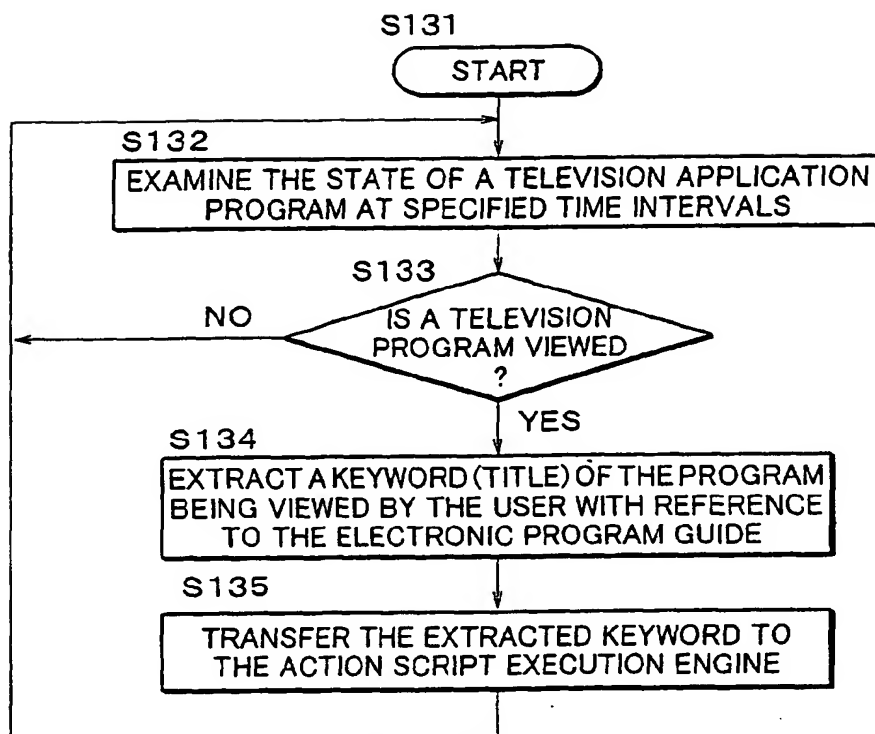 S131
START
S132
EXAMINE THE STATE OF A TELEVISION APPLICATION
PROGRAM AT SPECIFIED TIME INTERVALS
S133
NO
IS A TELEVISION
PROGRAM VIEWED
?
YES
S134
EXTRACT A KEYWORD (TITLE) OF THE PROGRAM
BEING VIEWED BY THE USER WITH REFERENCE
TO THE ELECTRONIC PROGRAM GUIDE
S135
TRANSFER THE EXTRACTED KEYWORD TO
THE ACTION SCRIPT EXECUTION ENGINE